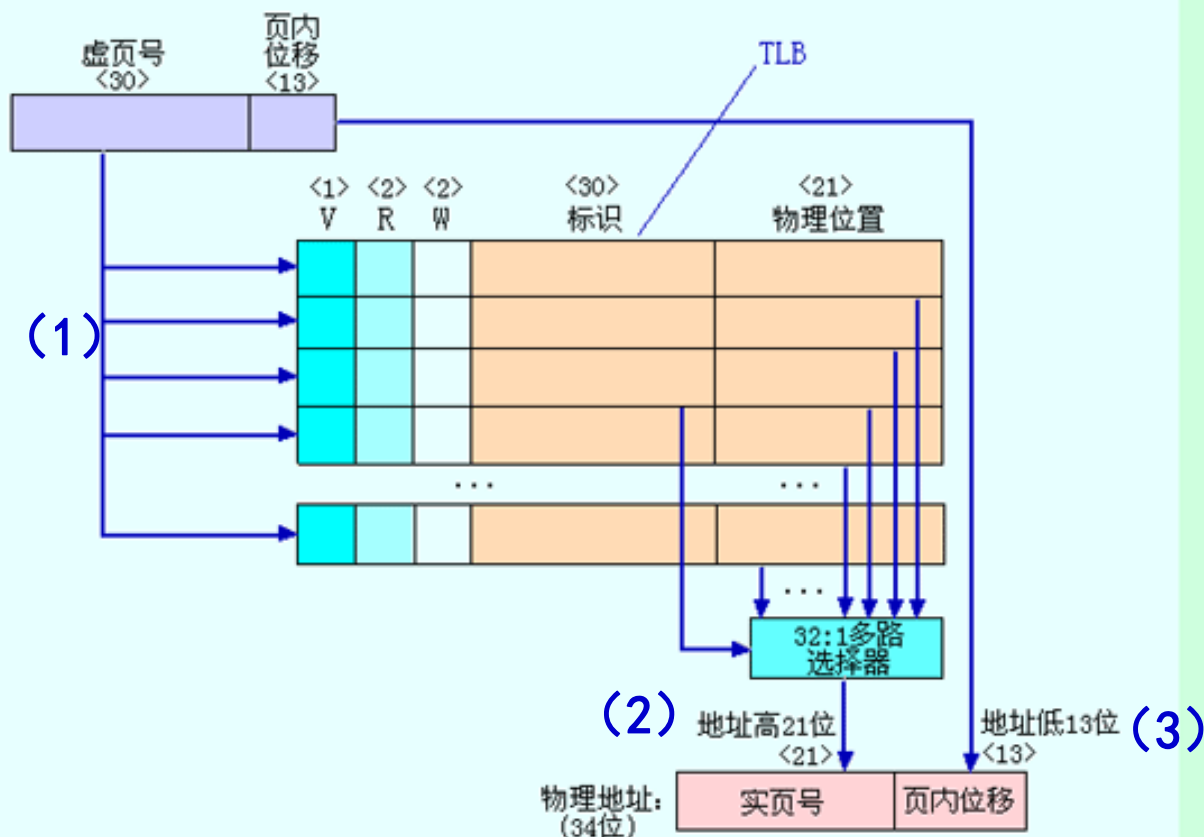 虚页号
<30>
页内
位移
<13>
TLB
<1> <2> <2> <30> <21>
V R W 标识 物理位置
(1)
... ...
...
32:1多路
选择器
(2)
地址高21位
<21>
地址低13位
<13>
(3)
物理地址:
(34位)
实页号 页内位移